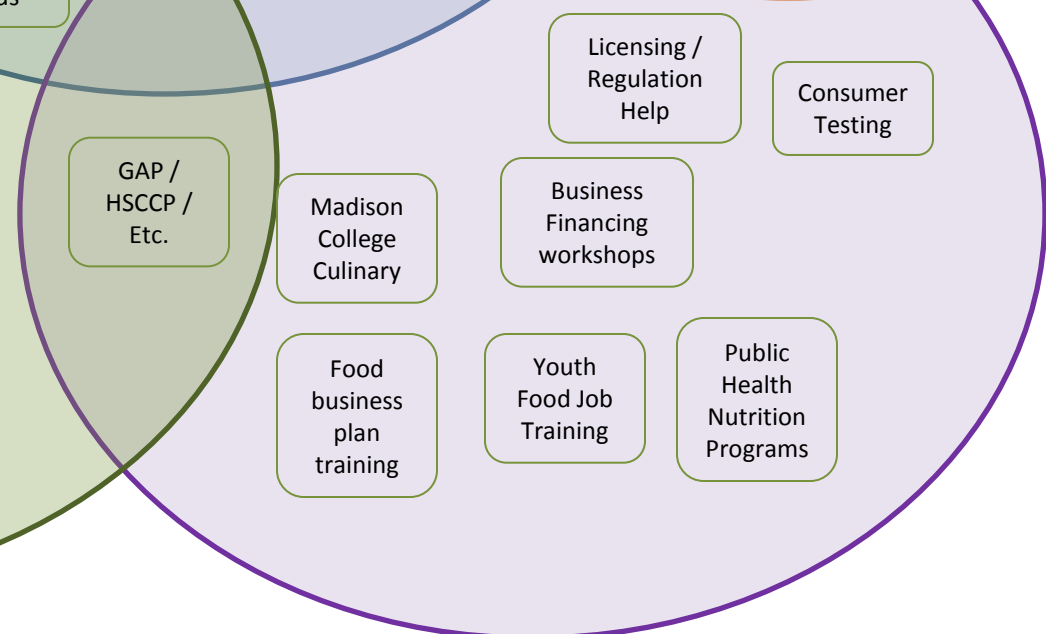 Licensing /
Regulation
Help
Consumer
Testing
GAP /
HSCCP /
Etc.
Madison
College
Culinary
Business
Financing
workshops
Food
business
plan
training
Youth
Food Job
Training
Public
Health
Nutrition
Programs